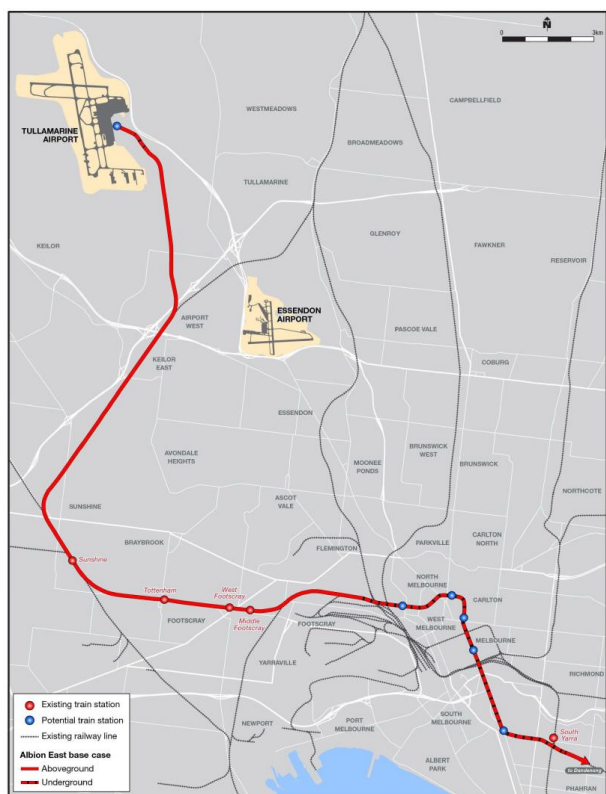 N
0
3km
CAMPBELLFIELD
WESTMEADOWS
TULLAMARINE
AIRPORT
BROADMEADOWS
TULLAMARINE
GLENROY
KEILOR
FAWKNER
RESERVOIR
ESSENDON
AIRPORT
AIRPORT
WEST
PASCOE VALE
KEILOR
EAST
COBURG
ESSENDON
AVONDALE
HEIGHTS
BRUNSWICK
WEST
MOONEE
PONDS
BRUNSWICK
NORTHCOTE
ASCOT
VALE
SUNSHINE
BRAYBROOK
FLEMINGTON
PARKVILLE
CARLTON
NORTH
Sunshine
NORTH
MELBOURNE
Tottenham
West
Footscray
CARLTON
FOOTSCRAY
Middle
Footscray
FOOTSCRAY
WEST
MELBOURNE
MELBOURNE
YARRAVILLE
RICHMOND
NEWPORT
PORT
MELBOURNE
SOUTH
MELBOURNE
South
Yarra
ALBERT
PARK
to Dandenong
PRAHRAN
Existing train station
Potential train station
Existing railway line
Albion East base case
Aboveground
Underground